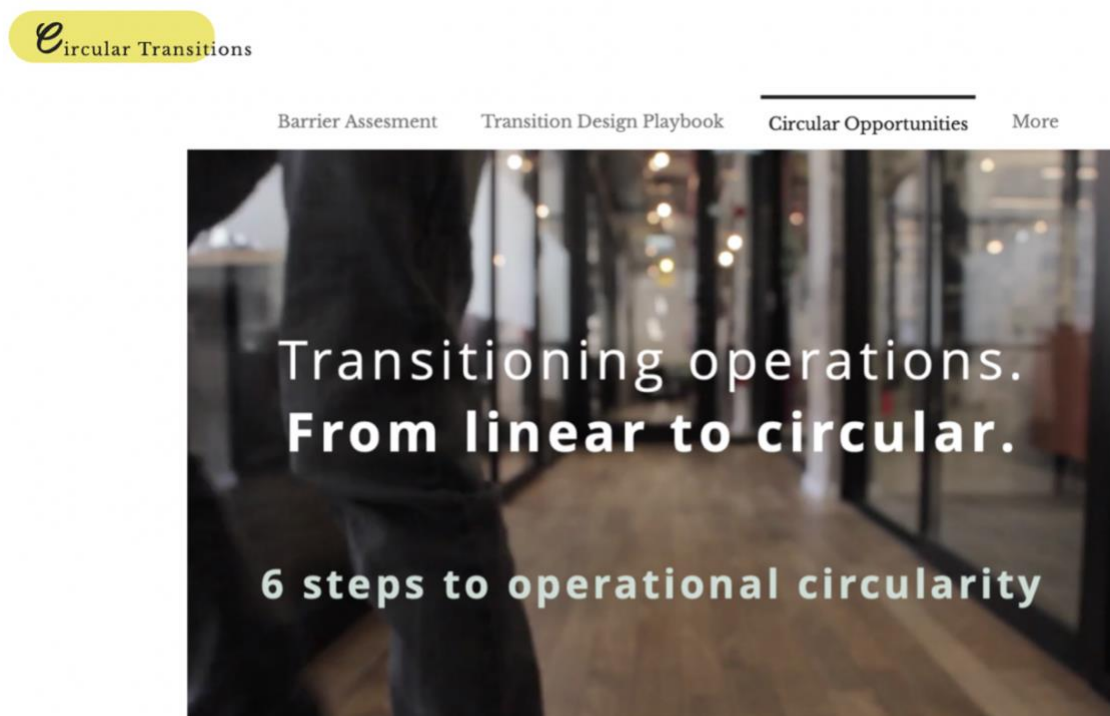 Circular Transitions
Barrier Assesment Transition Design Playbook Circular Opportunities More
Transitioning operations.
From linear to circular.
6 steps to operational circularity